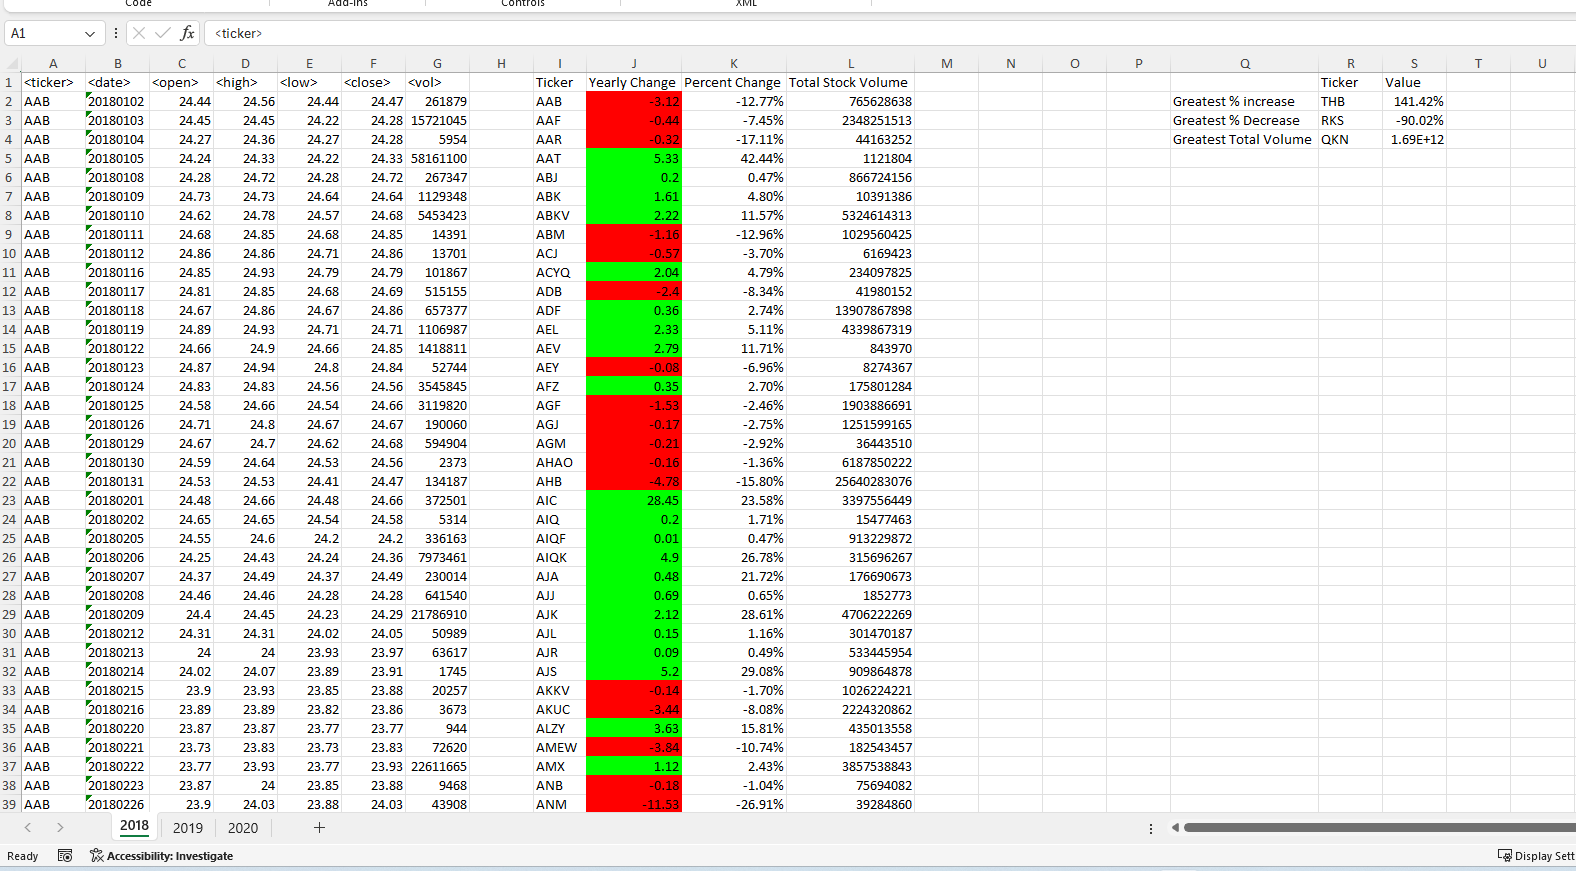 Code Add-ins Controls XML
A1 fx <ticker>
A B C D E F G H I J K L M N O P Q R S T U
1 <ticker> <date> <open> <high> <low> <close> <vol> Ticker Yearly Change Percent Change Total Stock Volume Ticker Value
2 AAB 20180102 24.44 24.56 24.44 24.47 261879 AAB -3.12 -12.77% 765628638 Greatest % increase THB 141.42%
3 AAB 20180103 24.45 24.45 24.22 24.28 15721045 AAF -0.44 -7.45% 2348251513 Greatest % Decrease RKS -90.02%
4 AAB 20180104 24.27 24.36 24.27 24.28 5954 AAR -0.32 -17.11% 44163252 Greatest Total Volume QKN 1.69E+12
5 AAB 20180105 24.24 24.33 24.22 24.33 58161100 AAT 5.33 42.44% 1121804
6 AAB 20180108 24.28 24.72 24.28 24.72 267347 ABJ 0.2 0.47% 866724156
7 AAB 20180109 24.73 24.73 24.64 24.64 1129348 ABK 1.61 4.80% 10391386
8 AAB 20180110 24.62 24.78 24.57 24.68 5453423 ABKV 2.22 11.57% 5324614313
9 AAB 20180111 24.68 24.85 24.68 24.85 14391 ABM -1.16 -12.96% 1029560425
10 AAB 20180112 24.86 24.86 24.71 24.86 13701 ACJ -0.57 -3.70% 6169423
11 AAB 20180116 24.85 24.93 24.79 24.79 101867 ACYQ 2.04 4.79% 234097825
12 AAB 20180117 24.81 24.85 24.68 24.69 515155 ADB -2.4 -8.34% 41980152
13 AAB 20180118 24.67 24.86 24.67 24.86 657377 ADF 0.36 2.74% 13907867898
14 AAB 20180119 24.89 24.93 24.71 24.71 1106987 AEL 2.33 5.11% 4339867319
15 AAB 20180122 24.66 24.9 24.66 24.85 1418811 AEV 2.79 11.71% 843970
16 AAB 20180123 24.87 24.94 24.8 24.84 52744 AEY -0.08 -6.96% 8274367
17 AAB 20180124 24.83 24.83 24.56 24.56 3545845 AFZ 0.35 2.70% 175801284
18 AAB 20180125 24.58 24.66 24.54 24.66 3119820 AGF -1.53 -2.46% 1903886691
19 AAB 20180126 24.71 24.8 24.67 24.67 190060 AGJ -0.17 -2.75% 1251599165
20 AAB 20180129 24.67 24.7 24.62 24.68 594904 AGM -0.21 -2.92% 36443510
21 AAB 20180130 24.59 24.64 24.53 24.56 2373 AHAO -0.16 -1.36% 6187850222
22 AAB 20180131 24.53 24.53 24.41 24.47 134187 AHB -4.78 -15.80% 25640283076
23 AAB 20180201 24.48 24.66 24.48 24.66 372501 AIC 28.45 23.58% 3397556449
24 AAB 20180202 24.65 24.65 24.54 24.58 5314 AIQ 0.2 1.71% 15477463
25 AAB 20180205 24.55 24.6 24.2 24.2 336163 AIQF 0.01 0.47% 913229872
26 AAB 20180206 24.25 24.43 24.24 24.36 7973461 AIQK 4.9 26.78% 315696267
27 AAB 20180207 24.37 24.49 24.37 24.49 230014 AJA 0.48 21.72% 176690673
28 AAB 20180208 24.46 24.46 24.28 24.28 641540 AJJ 0.69 0.65% 1852773
29 AAB 20180209 24.4 24.45 24.23 24.29 21786910 AJK 2.12 28.61% 4706222269
30 AAB 20180212 24.31 24.31 24.02 24.05 50989 AJL 0.15 1.16% 301470187
31 AAB 20180213 24 24 23.93 23.97 63617 AJR 0.09 0.49% 533445954
32 AAB 20180214 24.02 24.07 23.89 23.91 1745 AJS 5.2 29.08% 909864878
33 AAB 20180215 23.9 23.93 23.85 23.88 20257 AKKV -0.14 -1.70% 1026224221
34 AAB 20180216 23.89 23.89 23.82 23.86 3673 AKUC -3.44 -8.08% 2224320862
35 AAB 20180220 23.87 23.87 23.77 23.77 944 ALZY 3.63 15.81% 435013558
36 AAB 20180221 23.73 23.83 23.73 23.83 72620 AMEW -3.84 -10.74% 182543457
37 AAB 20180222 23.77 23.93 23.77 23.93 22611665 AMX 1.12 2.43% 3857538843
38 AAB 20180223 23.87 24 23.85 23.88 9468 ANB -0.18 -1.04% 75694082
39 AAB 20180226 23.9 24.03 23.88 24.03 43908 ANM -11.53 -26.91% 39284860
2018 2019 2020
Ready Accessibility: Investigate Display Sett